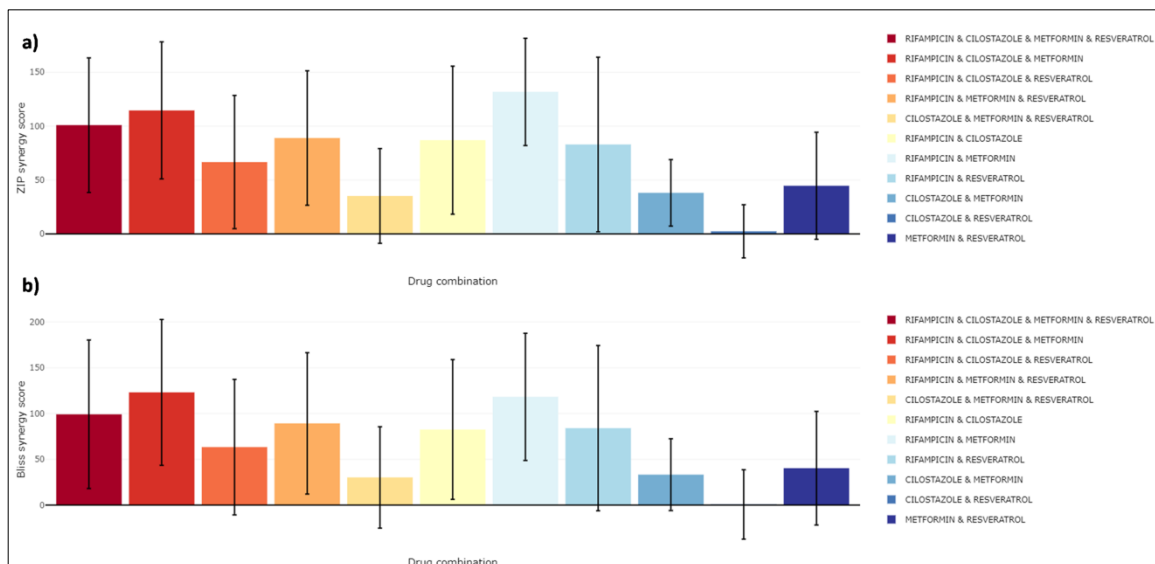 a)
ZIP synergy score
150
100
50
0
Drug combination
RIFAMPICIN & CILOSTAZOLE & METFORMIN & RESVERATROL
RIFAMPICIN & CILOSTAZOLE & METFORMIN
RIFAMPICIN & CILOSTAZOLE & RESVERATROL
RIFAMPICIN & METFORMIN & RESVERATROL
CILOSTAZOLE & METFORMIN & RESVERATROL
RIFAMPICIN & CILOSTAZOLE
RIFAMPICIN & METFORMIN
RIFAMPICIN & RESVERATROL
CILOSTAZOLE & METFORMIN
CILOSTAZOLE & RESVERATROL
METFORMIN & RESVERATROL
b)
Bliss synergy score
200
150
100
50
0
Drug combination
RIFAMPICIN & CILOSTAZOLE & METFORMIN & RESVERATROL
RIFAMPICIN & CILOSTAZOLE & METFORMIN
RIFAMPICIN & CILOSTAZOLE & RESVERATROL
RIFAMPICIN & METFORMIN & RESVERATROL
CILOSTAZOLE & METFORMIN & RESVERATROL
RIFAMPICIN & CILOSTAZOLE
RIFAMPICIN & METFORMIN
RIFAMPICIN & RESVERATROL
CILOSTAZOLE & METFORMIN
CILOSTAZOLE & RESVERATROL
METFORMIN & RESVERATROL